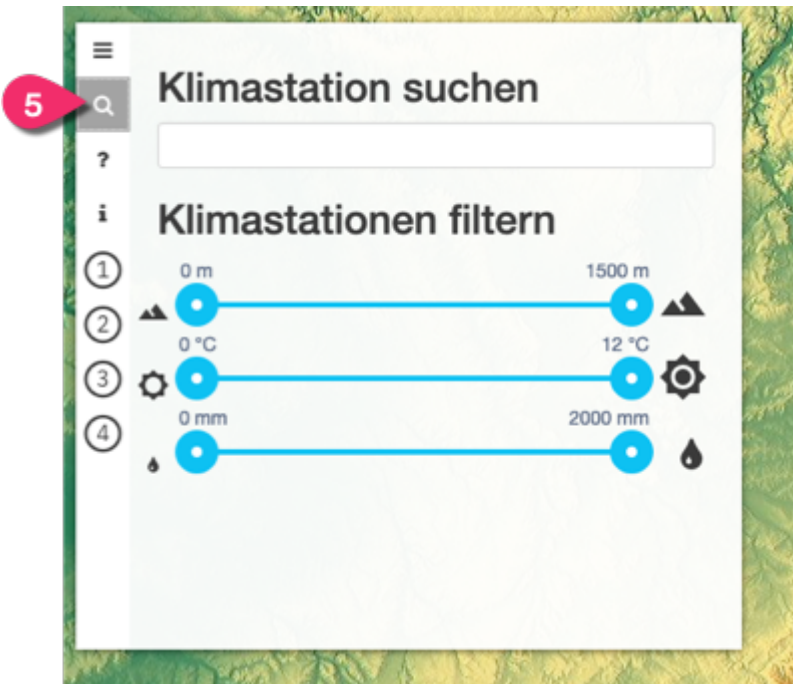 Klimastation suchen
5
?
i
Klimastationen filtern
1
0 m 1500 m
2
0 °C 12 °C
3
0 mm 2000 mm
4